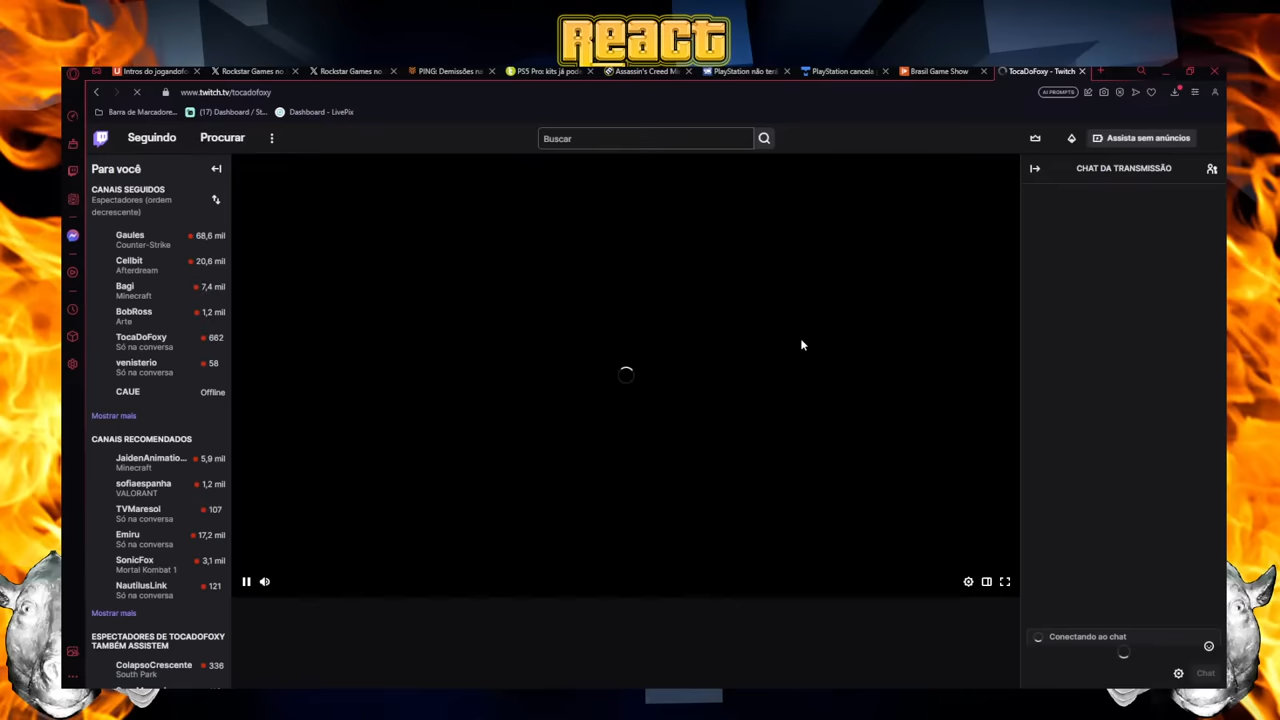 React
Intros do jogandofo
Rockstar Games no
Rockstar Games no
PING: Demissões na
PS5 Pro: kits já pode
Assassin's Creed Mi
PlayStation não terá
PlayStation cancela
Brasil Game Show
TocaDoFoxy - Twitch
www.twitch.tv/tocadofoxy
AI PROMPTS
Barra de Marcadore...
(17) Dashboard / St...
Dashboard - LivePix
Seguindo
Procurar
Buscar
Assista sem anúncios
Para você
CHAT DA TRANSMISSÃO
CANAIS SEGUIDOS
Espectadores (ordem
decrescente)
Gaules 68,6 mil
Counter-Strike
Cellbit 20,6 mil
Afterdream
Bagi 7,4 mil
Minecraft
BobRoss 1,2 mil
Arte
TocaDoFoxy 662
Só na conversa
venisterio 58
Só na conversa
CAUE Offline
Mostrar mais
CANAIS RECOMENDADOS
JaidenAnimatio... 5,9 mil
Minecraft
sofiaespanha 1,2 mil
VALORANT
TVMaresol 107
Só na conversa
Emiru 17,2 mil
Só na conversa
SonicFox 3,1 mil
Mortal Kombat 1
NautilusLink 121
Só na conversa
Mostrar mais
ESPECTADORES DE TOCADOFOXY
TAMBÉM ASSISTEM
ColapsoCrescente 336
South Park
Conectando ao chat
Chat